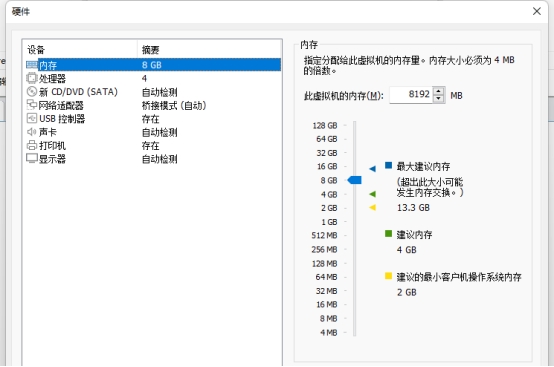 硬件
设备 摘要
内存 8 GB
处理器 4
新 CD/DVD (SATA) 自动检测
网络适配器 桥接模式 (自动)
USB 控制器 存在
声卡 自动检测
打印机 存在
显示器 自动检测
内存
指定分配给此虚拟机的内存量。内存大小必须为 4 MB
的倍数。
此虚拟机的内存(M): 8192 MB
128 GB
64 GB
32 GB
16 GB
8 GB
4 GB
2 GB
1 GB
512 MB
256 MB
128 MB
64 MB
32 MB
16 MB
8 MB
4 MB
最大建议内存
(超出此大小可能
发生内存交换。)
13.3 GB
建议内存
4 GB
建议的最小客户机操作系统内存
2 GB